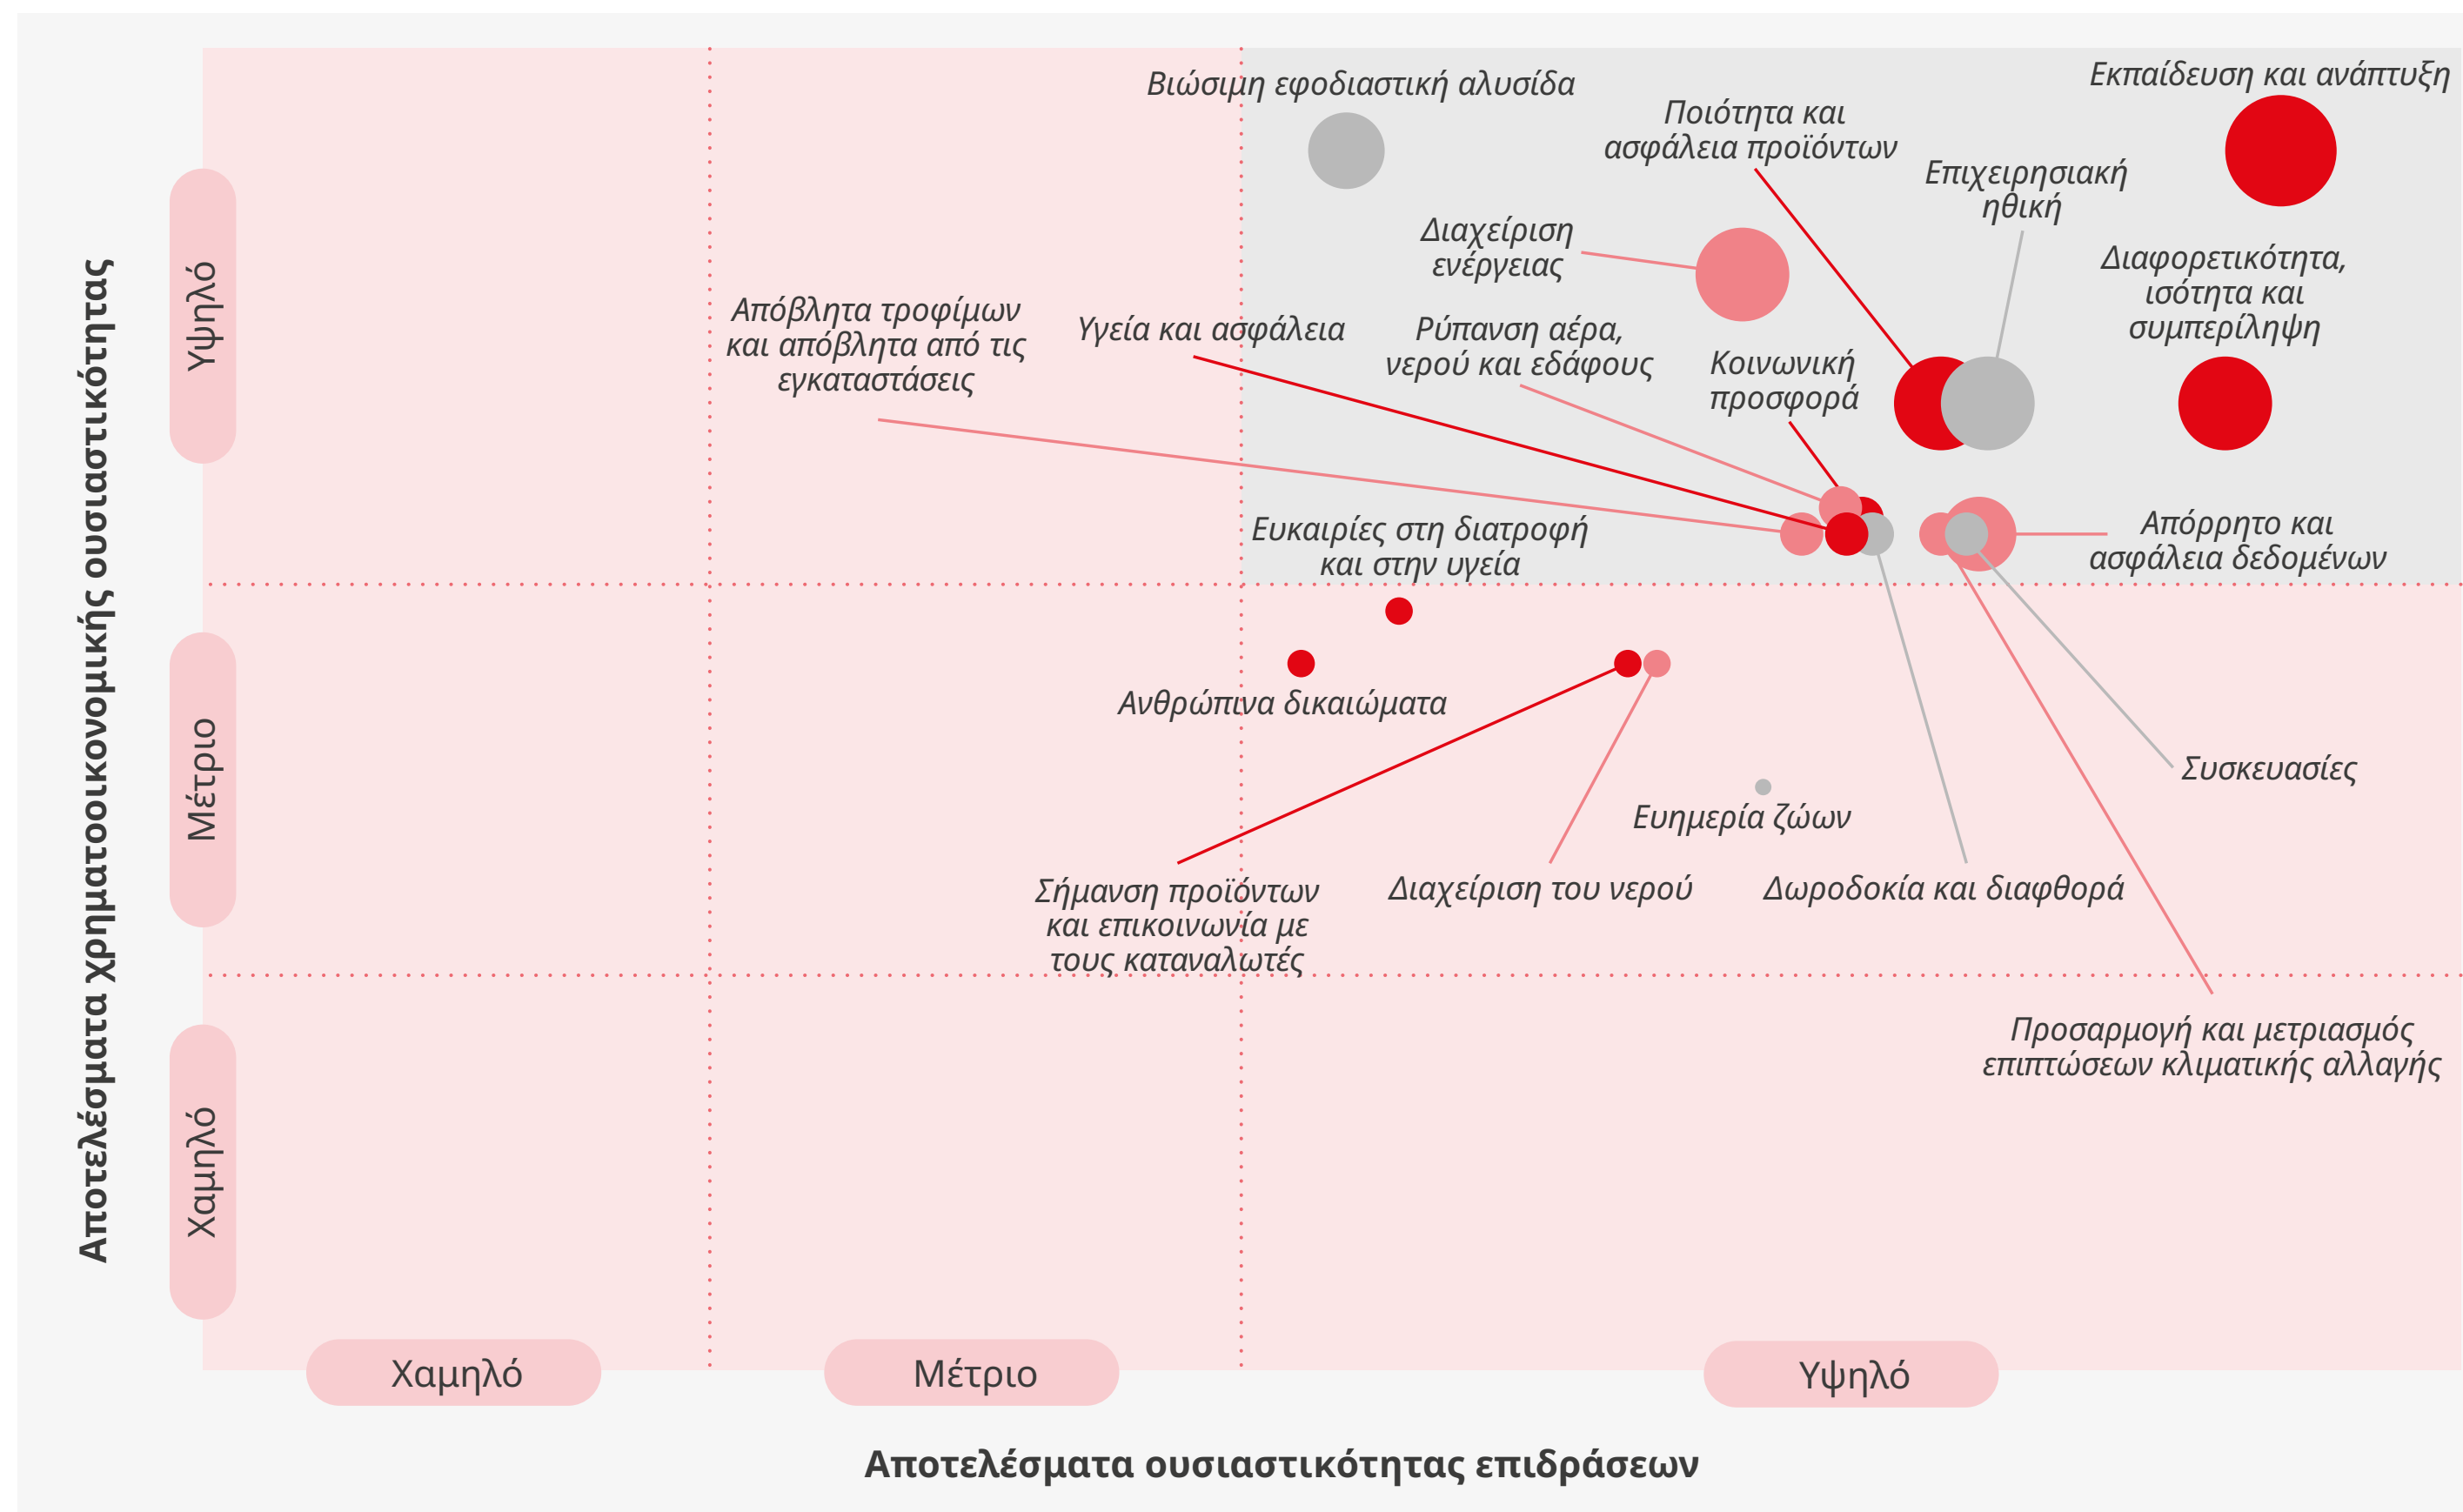 Βιώσιμη εφοδιαστική αλυσίδα
Εκπαίδευση και ανάπτυξη
Ποιότητα και
ασφάλεια προϊόντων
Επιχειρησιακή
ηθική
Διαχείριση
ενέργειας
Διαφορετικότητα,
ισότητα και
συμπερίληψη
Απόβλητα τροφίμων
και απόβλητα από τις
εγκαταστάσεις
Υγεία και ασφάλεια
Ρύπανση αέρα,
νερού και εδάφους
Κοινωνική
προσφορά
Ευκαιρίες στη διατροφή
και στην υγεία
Απόρρητο και
ασφάλεια δεδομένων
Ανθρώπινα δικαιώματα
Συσκευασίες
Ευημερία ζώων
Σήμανση προϊόντων
και επικοινωνία με
τους καταναλωτές
Διαχείριση του νερού
Δωροδοκία και διαφθορά
Προσαρμογή και μετριασμός
επιπτώσεων κλιματικής αλλαγής
Αποτελέσματα χρηματοοικονομικής ουσιαστικότητας
Υψηλό
Μέτριο
Χαμηλό
Χαμηλό
Μέτριο
Υψηλό
Αποτελέσματα ουσιαστικότητας επιδράσεων